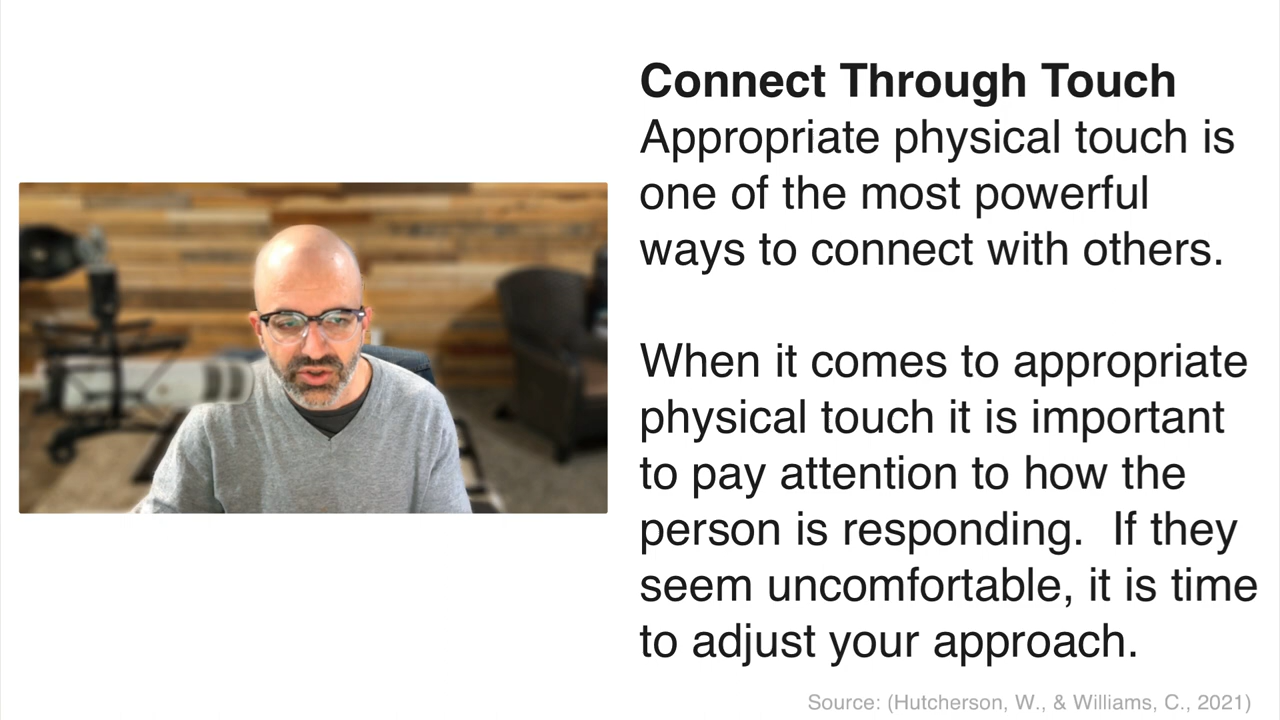 Connect Through Touch
Appropriate physical touch is
one of the most powerful
ways to connect with others.
When it comes to appropriate
physical touch it is important
to pay attention to how the
person is responding.  If they
seem uncomfortable, it is time
to adjust your approach.
Source: (Hutcherson, W., & Williams, C., 2021)